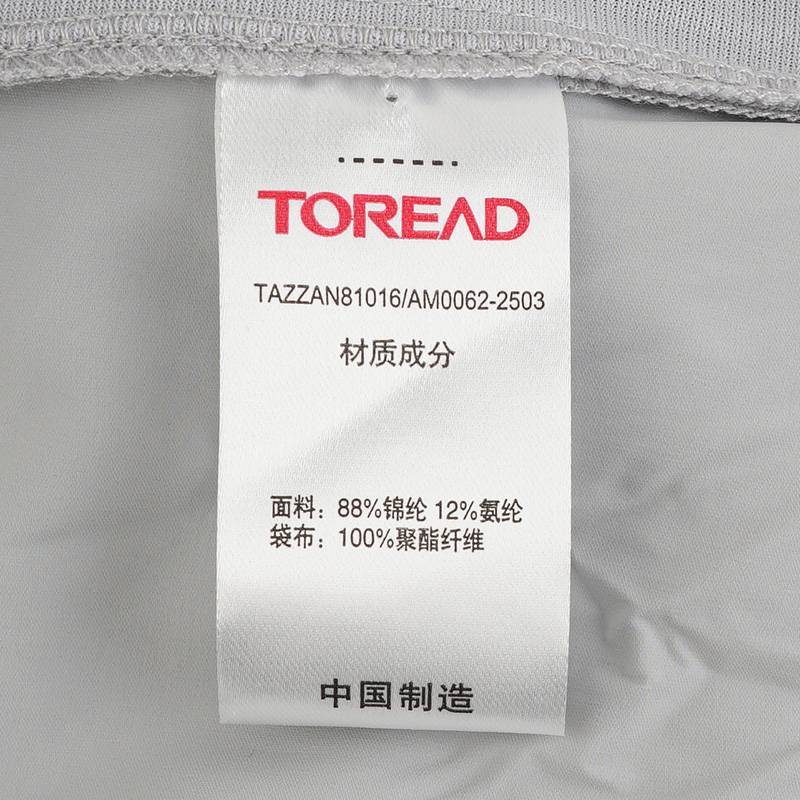 TOREAD
TAZZAN81016/AM0062-2503
材质成分
面料：88%锦纶 12%氨纶
袋布：100%聚酯纤维
中国制造